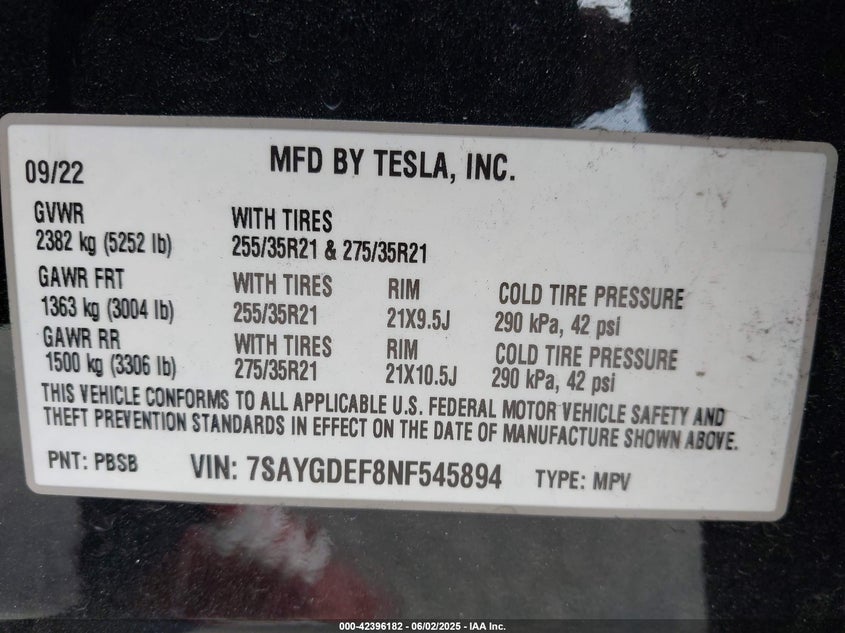 09/22 MFD BY TESLA, INC.
GVWR WITH TIRES
2382 kg (5252 lb) 255/35R21 & 275/35R21
GAWR FRT WITH TIRES RIM COLD TIRE PRESSURE
1363 kg (3004 lb) 255/35R21 21X9.5J 290 kPa, 42 psi
GAWR RR WITH TIRES RIM COLD TIRE PRESSURE
1500 kg (3306 lb) 275/35R21 21X10.5J 290 kPa, 42 psi
THIS VEHICLE CONFORMS TO ALL APPLICABLE U.S. FEDERAL MOTOR VEHICLE SAFETY AND
THEFT PREVENTION STANDARDS IN EFFECT ON THE DATE OF MANUFACTURE SHOWN ABOVE.
PNT: PBSB VIN: 7SAYGDEF8NF545894 TYPE: MPV
000-42396182 - 06/02/2025 - IAA Inc.